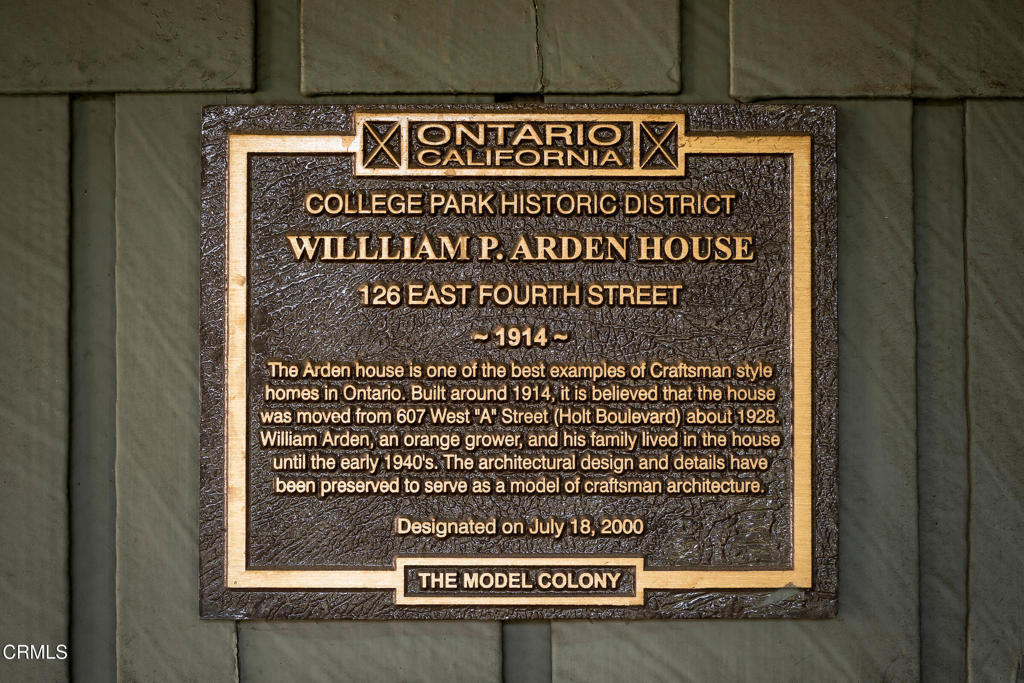 ONTARIO
CALIFORNIA
COLLEGE PARK HISTORIC DISTRICT
WILLLIAM P. ARDEN HOUSE
126 EAST FOURTH STREET
~ 1914 ~
The Arden house is one of the best examples of Craftsman style
homes in Ontario. Built around 1914, it is believed that the house
was moved from 607 West "A" Street (Holt Boulevard) about 1928.
William Arden, an orange grower, and his family lived in the house
until the early 1940's. The architectural design and details have
been preserved to serve as a model of craftsman architecture.
Designated on July 18, 2000
THE MODEL COLONY
CRMLS